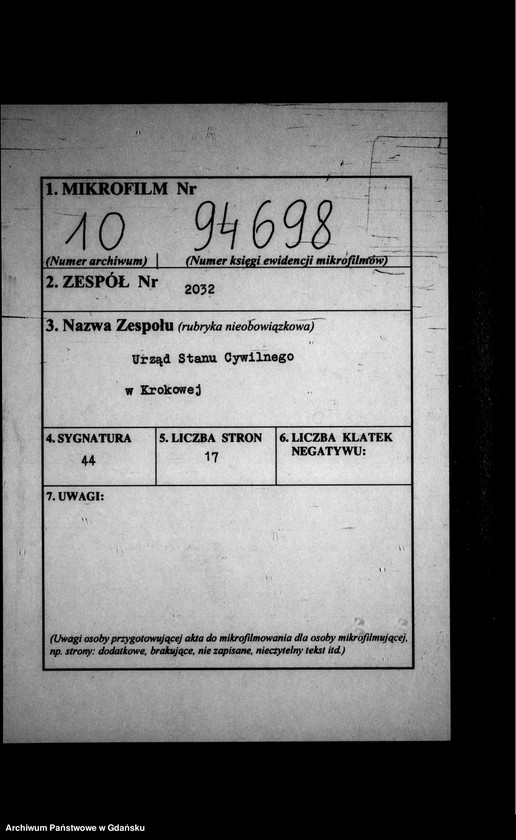 1. MIKROFILM Nr
10 94698
(Numer archiwum) (Numer księgi ewidencji mikrofilmów)
2. ZESPÓŁ Nr 2032
3. Nazwa Zespołu (rubryka nieobowiązkowa)
Urząd Stanu Cywilnego
w Krokowej
4. SYGNATURA 5. LICZBA STRON 6. LICZBA KLATEK
NEGATYWU:
44 17
7. UWAGI:
(Uwagi osoby przygotowującej akta do mikrofilmowania dla osoby mikrofilmującej,
np. strony: dodatkowe, brakujące, nie zapisane, nieczytelny tekst itd.)
Archiwum Państwowe w Gdańsku